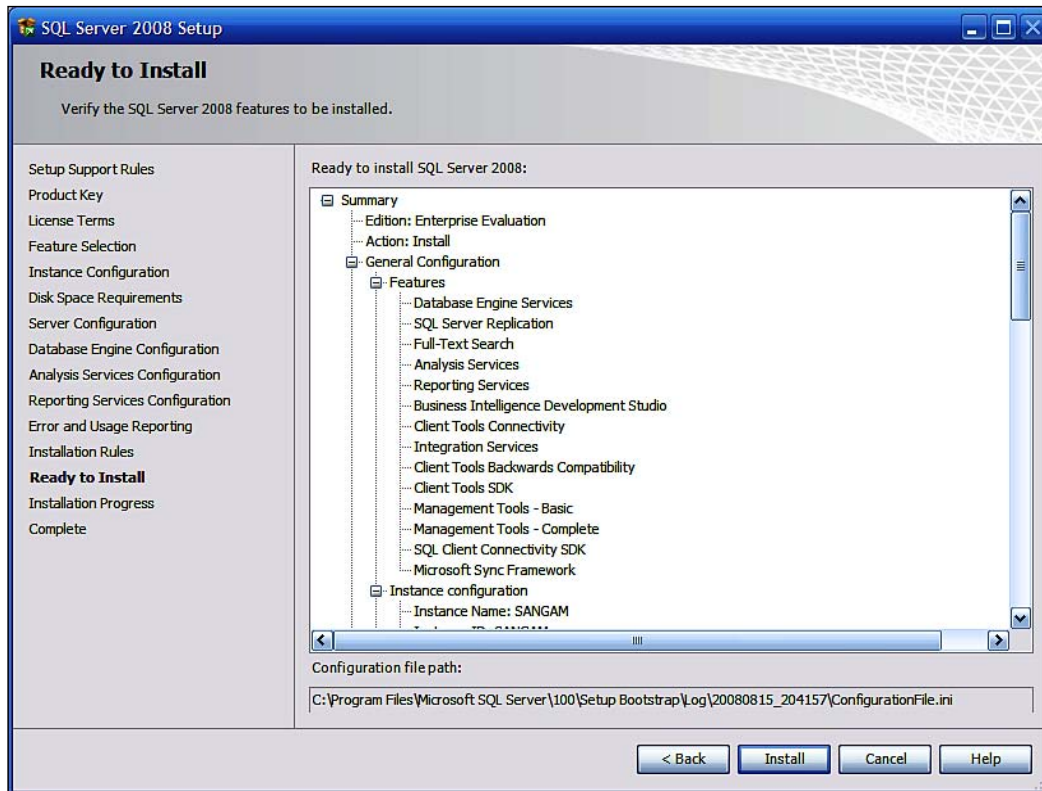 SQL Server 2008 Setup
Ready to Install
Verify the SQL Server 2008 features to be installed.
Setup Support Rules
Product Key
License Terms
Feature Selection
Instance Configuration
Disk Space Requirements
Server Configuration
Database Engine Configuration
Analysis Services Configuration
Reporting Services Configuration
Error and Usage Reporting
Installation Rules
Ready to Install
Installation Progress
Complete
Ready to install SQL Server 2008:
Summary
Edition: Enterprise Evaluation
Action: Install
General Configuration
Features
Database Engine Services
SQL Server Replication
Full-Text Search
Analysis Services
Reporting Services
Business Intelligence Development Studio
Client Tools Connectivity
Integration Services
Client Tools Backwards Compatibility
Client Tools SDK
Management Tools - Basic
Management Tools - Complete
SQL Client Connectivity SDK
Microsoft Sync Framework
Instance configuration
Instance Name: SANGAM
Configuration file path:
C:\Program Files\Microsoft SQL Server\100\Setup Bootstrap\Log\20080815_204157\ConfigurationFile.ini
< Back Install Cancel Help